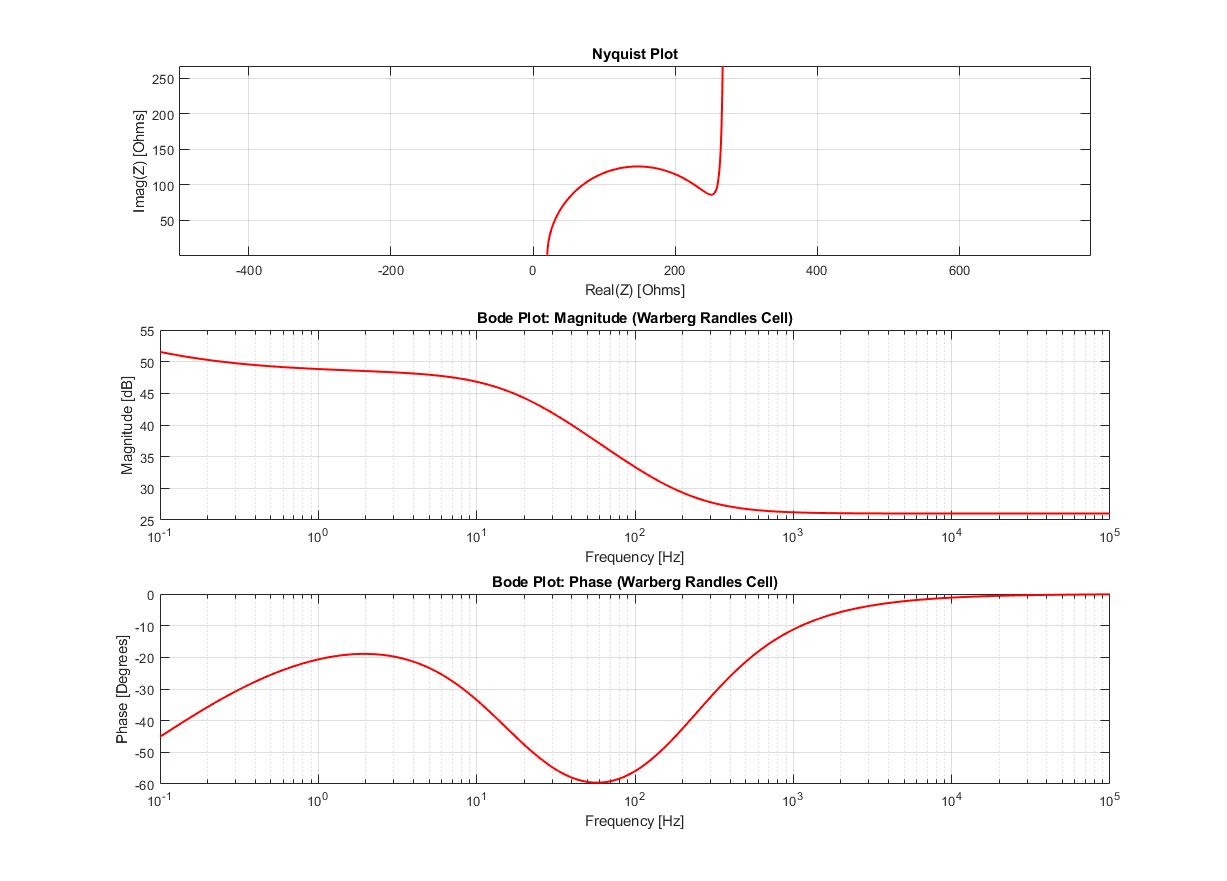 Nyquist Plot
Imag(Z) [Ohms]
250
200
150
100
50
-400 -200 0 200 400 600
Real(Z) [Ohms]
Bode Plot: Magnitude (Warberg Randles Cell)
Magnitude [dB]
55
50
45
40
35
30
25
10^-1 10^0 10^1 10^2 10^3 10^4 10^5
Frequency [Hz]
Bode Plot: Phase (Warberg Randles Cell)
Phase [Degrees]
0
-10
-20
-30
-40
-50
-60
10^-1 10^0 10^1 10^2 10^3 10^4 10^5
Frequency [Hz]